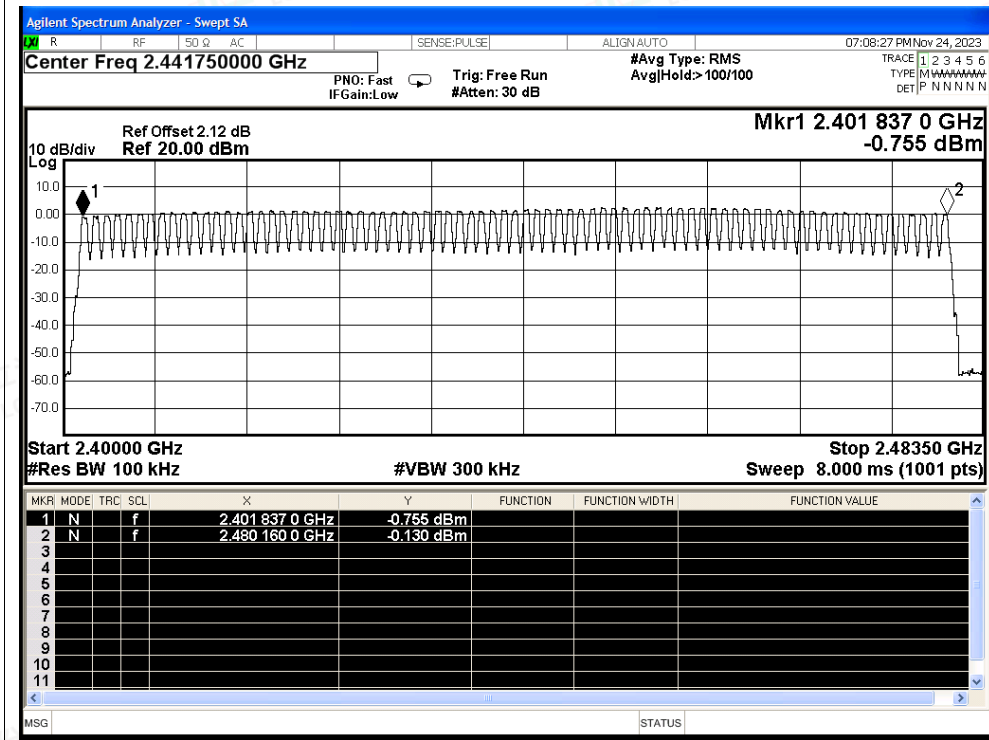 Agilent Spectrum Analyzer - Swept SA
LXI R RF 50 Ω AC SENSE:PULSE ALIGN AUTO 07:08:27 PM Nov 24, 2023
Center Freq 2.441750000 GHz #Avg Type: RMS TRACE 1 2 3 4 5 6
PNO: Fast Trig: Free Run Avg|Hold:>100/100 TYPE M WWWWW
IFGain:Low #Atten: 30 dB DET P N N N N N
Mkr1 2.401 837 0 GHz
Ref Offset 2.12 dB -0.755 dBm
10 dB/div Ref 20.00 dBm
Log
10.0
1
2
0.00
-10.0
-20.0
-30.0
-40.0
-50.0
-60.0
-70.0
Start 2.40000 GHz Stop 2.48350 GHz
#Res BW 100 kHz #VBW 300 kHz Sweep 8.000 ms (1001 pts)
MKR MODE TRC SCL X Y FUNCTION FUNCTION WIDTH FUNCTION VALUE
1 N f 2.401 837 0 GHz -0.755 dBm
2 N f 2.480 160 0 GHz -0.130 dBm
3
4
5
6
7
8
9
10
11
MSG STATUS